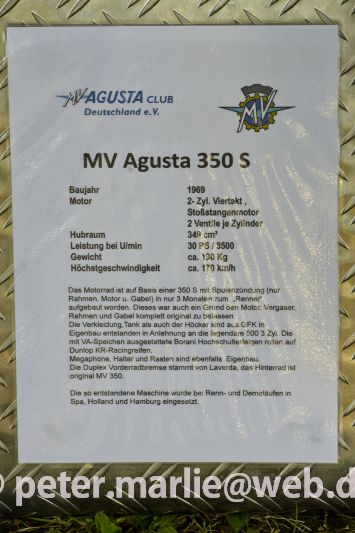 MV AGUSTA CLUB
Deutschland e.V.
MV
MV Agusta 350 S
Baujahr 1969
Motor 2- Zyl. Viertakt ,
Stoßstangenmotor
2 Ventile je Zylinder
Hubraum 349 cm³
Leistung bei U/min 30 PS / 3500
Gewicht ca. 130 Kg
Höchstgeschwindigkeit ca. 170 km/h
Das Motorrad ist auf Basis einer 350 S mit Spulenzündung (nur
Rahmen, Motor u. Gabel) in nur 3 Monaten zum „Renner"
aufgebaut worden. Dieses war auch ein Grund den Motor, Vergaser,
Rahmen und Gabel komplett original zu belassen.
Die Verkleidung,Tank als auch der Höcker sind aus GFK in
Eigenbau entstanden in Anlehnung an die legendäre 500 3 Zyl. Die
mit VA-Speichen ausgestattete Borani Hochschulterfelgen rollen auf
Dunlop KR-Racingreifen.
Megaphone, Halter und Rasten sind ebenfalls Eigenbau.
Die Duplex Vorderradbremse stammt von Laverda, das Hinterrad ist
original MV 350.
Die so entstandene Maschine wurde bei Renn- und Demoläufen in
Spa, Holland und Hamburg eingesetzt.
© peter.marlie@web.d